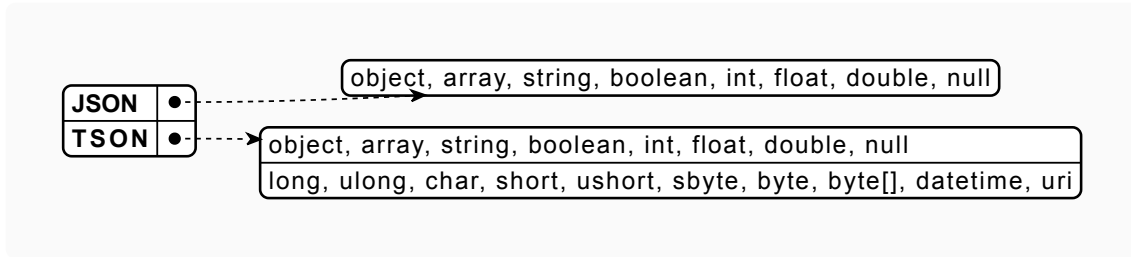 object, array, string, boolean, int, float, double, null
JSON
TSON
object, array, string, boolean, int, float, double, null
long, ulong, char, short, ushort, sbyte, byte, byte[], datetime, uri